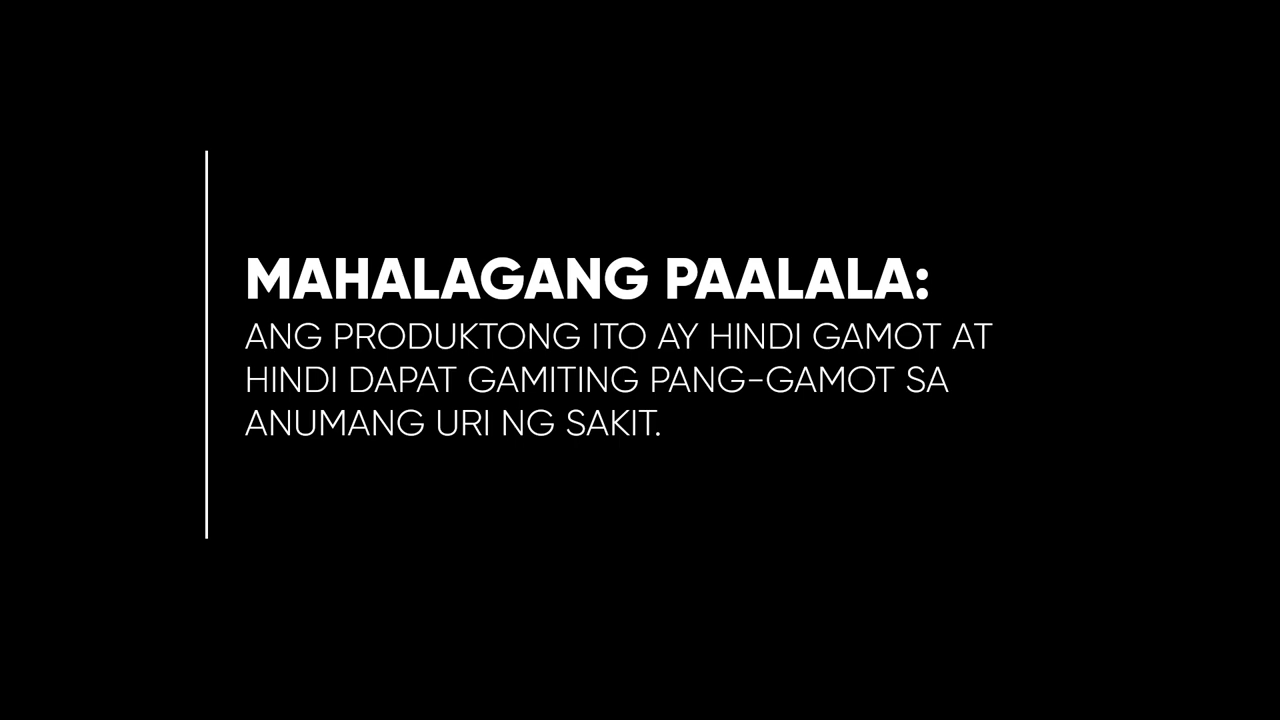 MAHALAGANG PAALALA:
ANG PRODUKTONG ITO AY HINDI GAMOT AT
HINDI DAPAT GAMITING PANG-GAMOT SA
ANUMANG URI NG SAKIT.